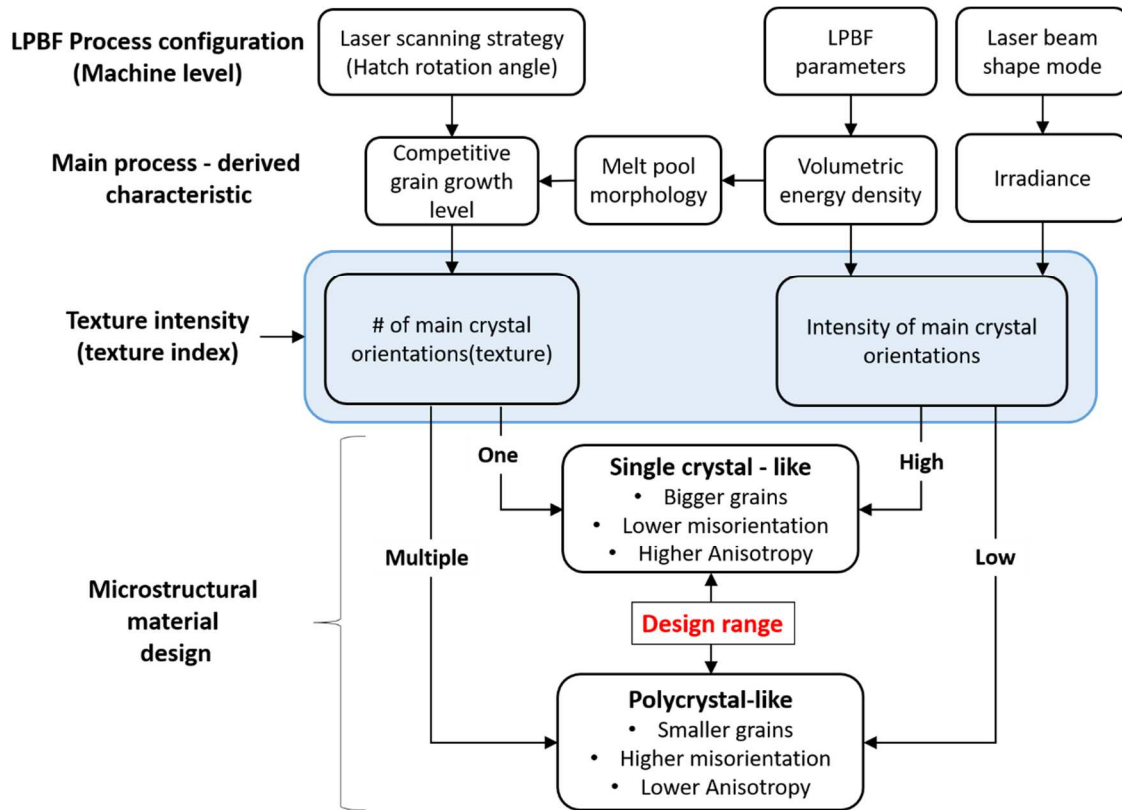 LPBF Process configuration
(Machine level)
Laser scanning strategy
(Hatch rotation angle)
LPBF
parameters
Laser beam
shape mode
Main process - derived
characteristic
Competitive
grain growth
level
Melt pool
morphology
Volumetric
energy density
Irradiance
Texture intensity
(texture index)
# of main crystal
orientations(texture)
Intensity of main crystal
orientations
One
High
Multiple
Low
Single crystal - like
• Bigger grains
• Lower misorientation
• Higher Anisotropy
Microstructural
material
design
Design range
Polycrystal-like
• Smaller grains
• Higher misorientation
• Lower Anisotropy